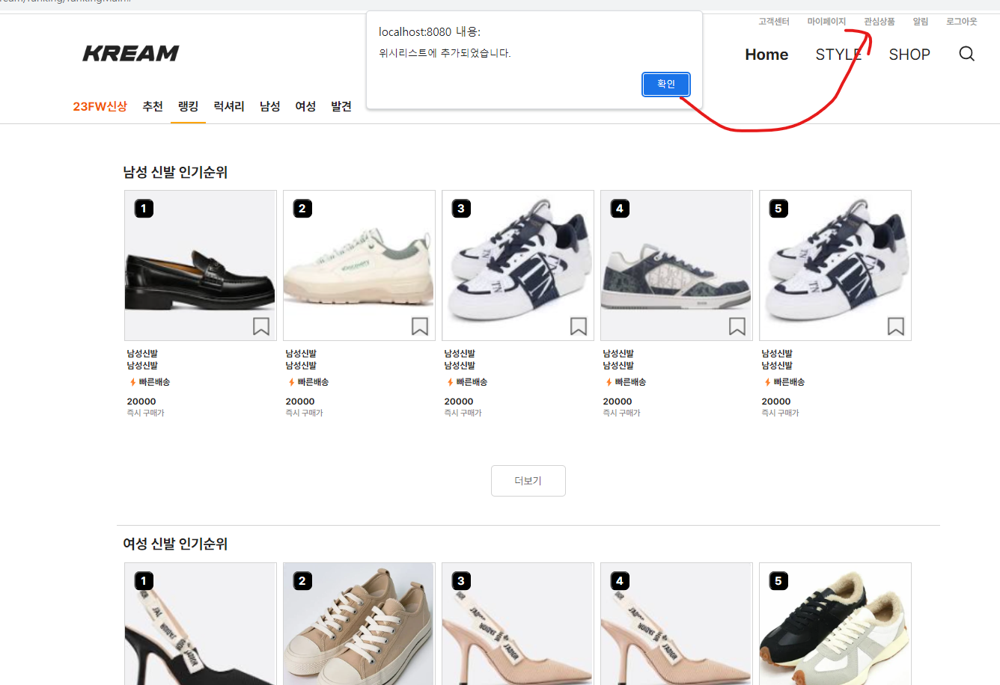 localhost:8080 내용:
위시리스트에 추가되었습니다.
확인
고객센터 마이페이지 관심상품 알림 로그아웃
KREAM
Home STYLE SHOP
23FW신상 추천 랭킹 럭셔리 남성 여성 발견
남성 신발 인기순위
1 2 3 4 5
남성신발 남성신발 남성신발 남성신발 남성신발
남성신발 남성신발 남성신발 남성신발 남성신발
빠른배송 빠른배송 빠른배송 빠른배송 빠른배송
20000 20000 20000 20000 20000
즉시 구매가 즉시 구매가 즉시 구매가 즉시 구매가 즉시 구매가
더보기
여성 신발 인기순위
1 2 3 4 5